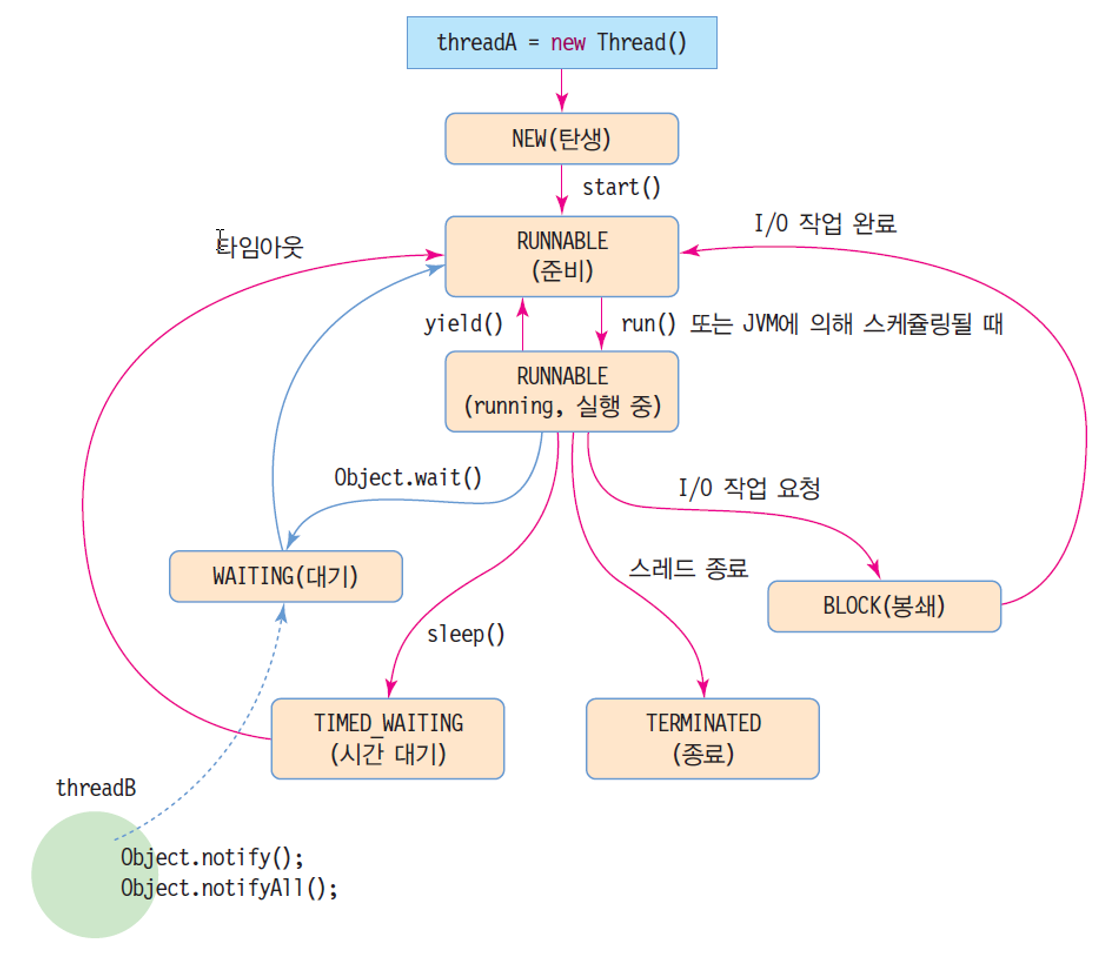 threadA = new Thread()
NEW(탄생)
start()
타임아웃
RUNNABLE
(준비)
I/O 작업 완료
yield()
run() 또는 JVM에 의해 스케쥴링될 때
RUNNABLE
(running, 실행 중)
Object.wait()
I/O 작업 요청
WAITING(대기)
스레드 종료
BLOCK(봉쇄)
sleep()
TIMED_WAITING
(시간 대기)
TERMINATED
(종료)
threadB
Object.notify();
Object.notifyAll();